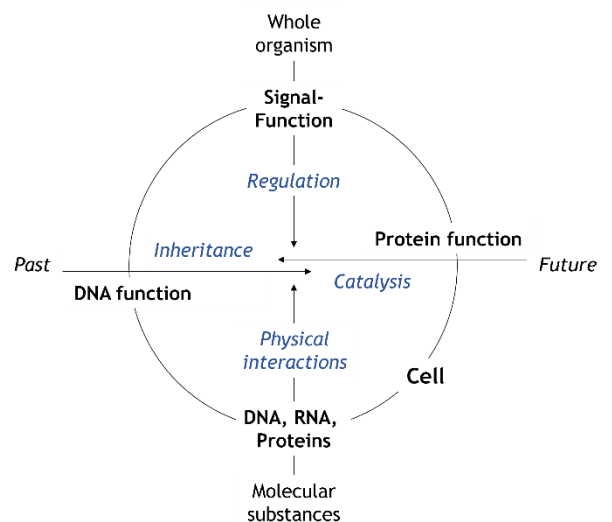 Whole
organism
Signal-
Function
Regulation
Inheritance
Protein function
Past
Future
DNA function
Catalysis
Physical
interactions
Cell
DNA, RNA,
Proteins
Molecular
substances